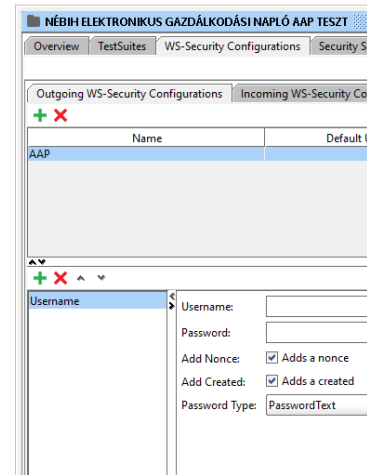 NÉBIH ELEKTRONIKUS GAZDÁLKODÁSI NAPLÓ AAP TESZT
Overview TestSuites WS-Security Configurations Security S
Outgoing WS-Security Configurations Incoming WS-Security Co
Name Default U
AAP
Username
Username:
Password:
Add Nonce: Adds a nonce
Add Created: Adds a created
Password Type: PasswordText